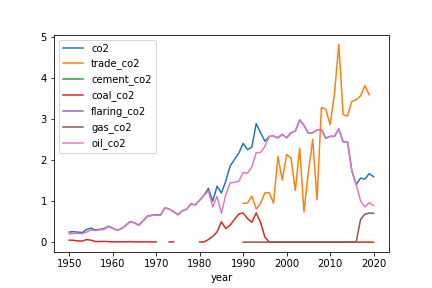 5
4
3
2
1
0
co2
trade_co2
cement_co2
coal_co2
flaring_co2
gas_co2
oil_co2
1950 1960 1970 1980 1990 2000 2010 2020
year